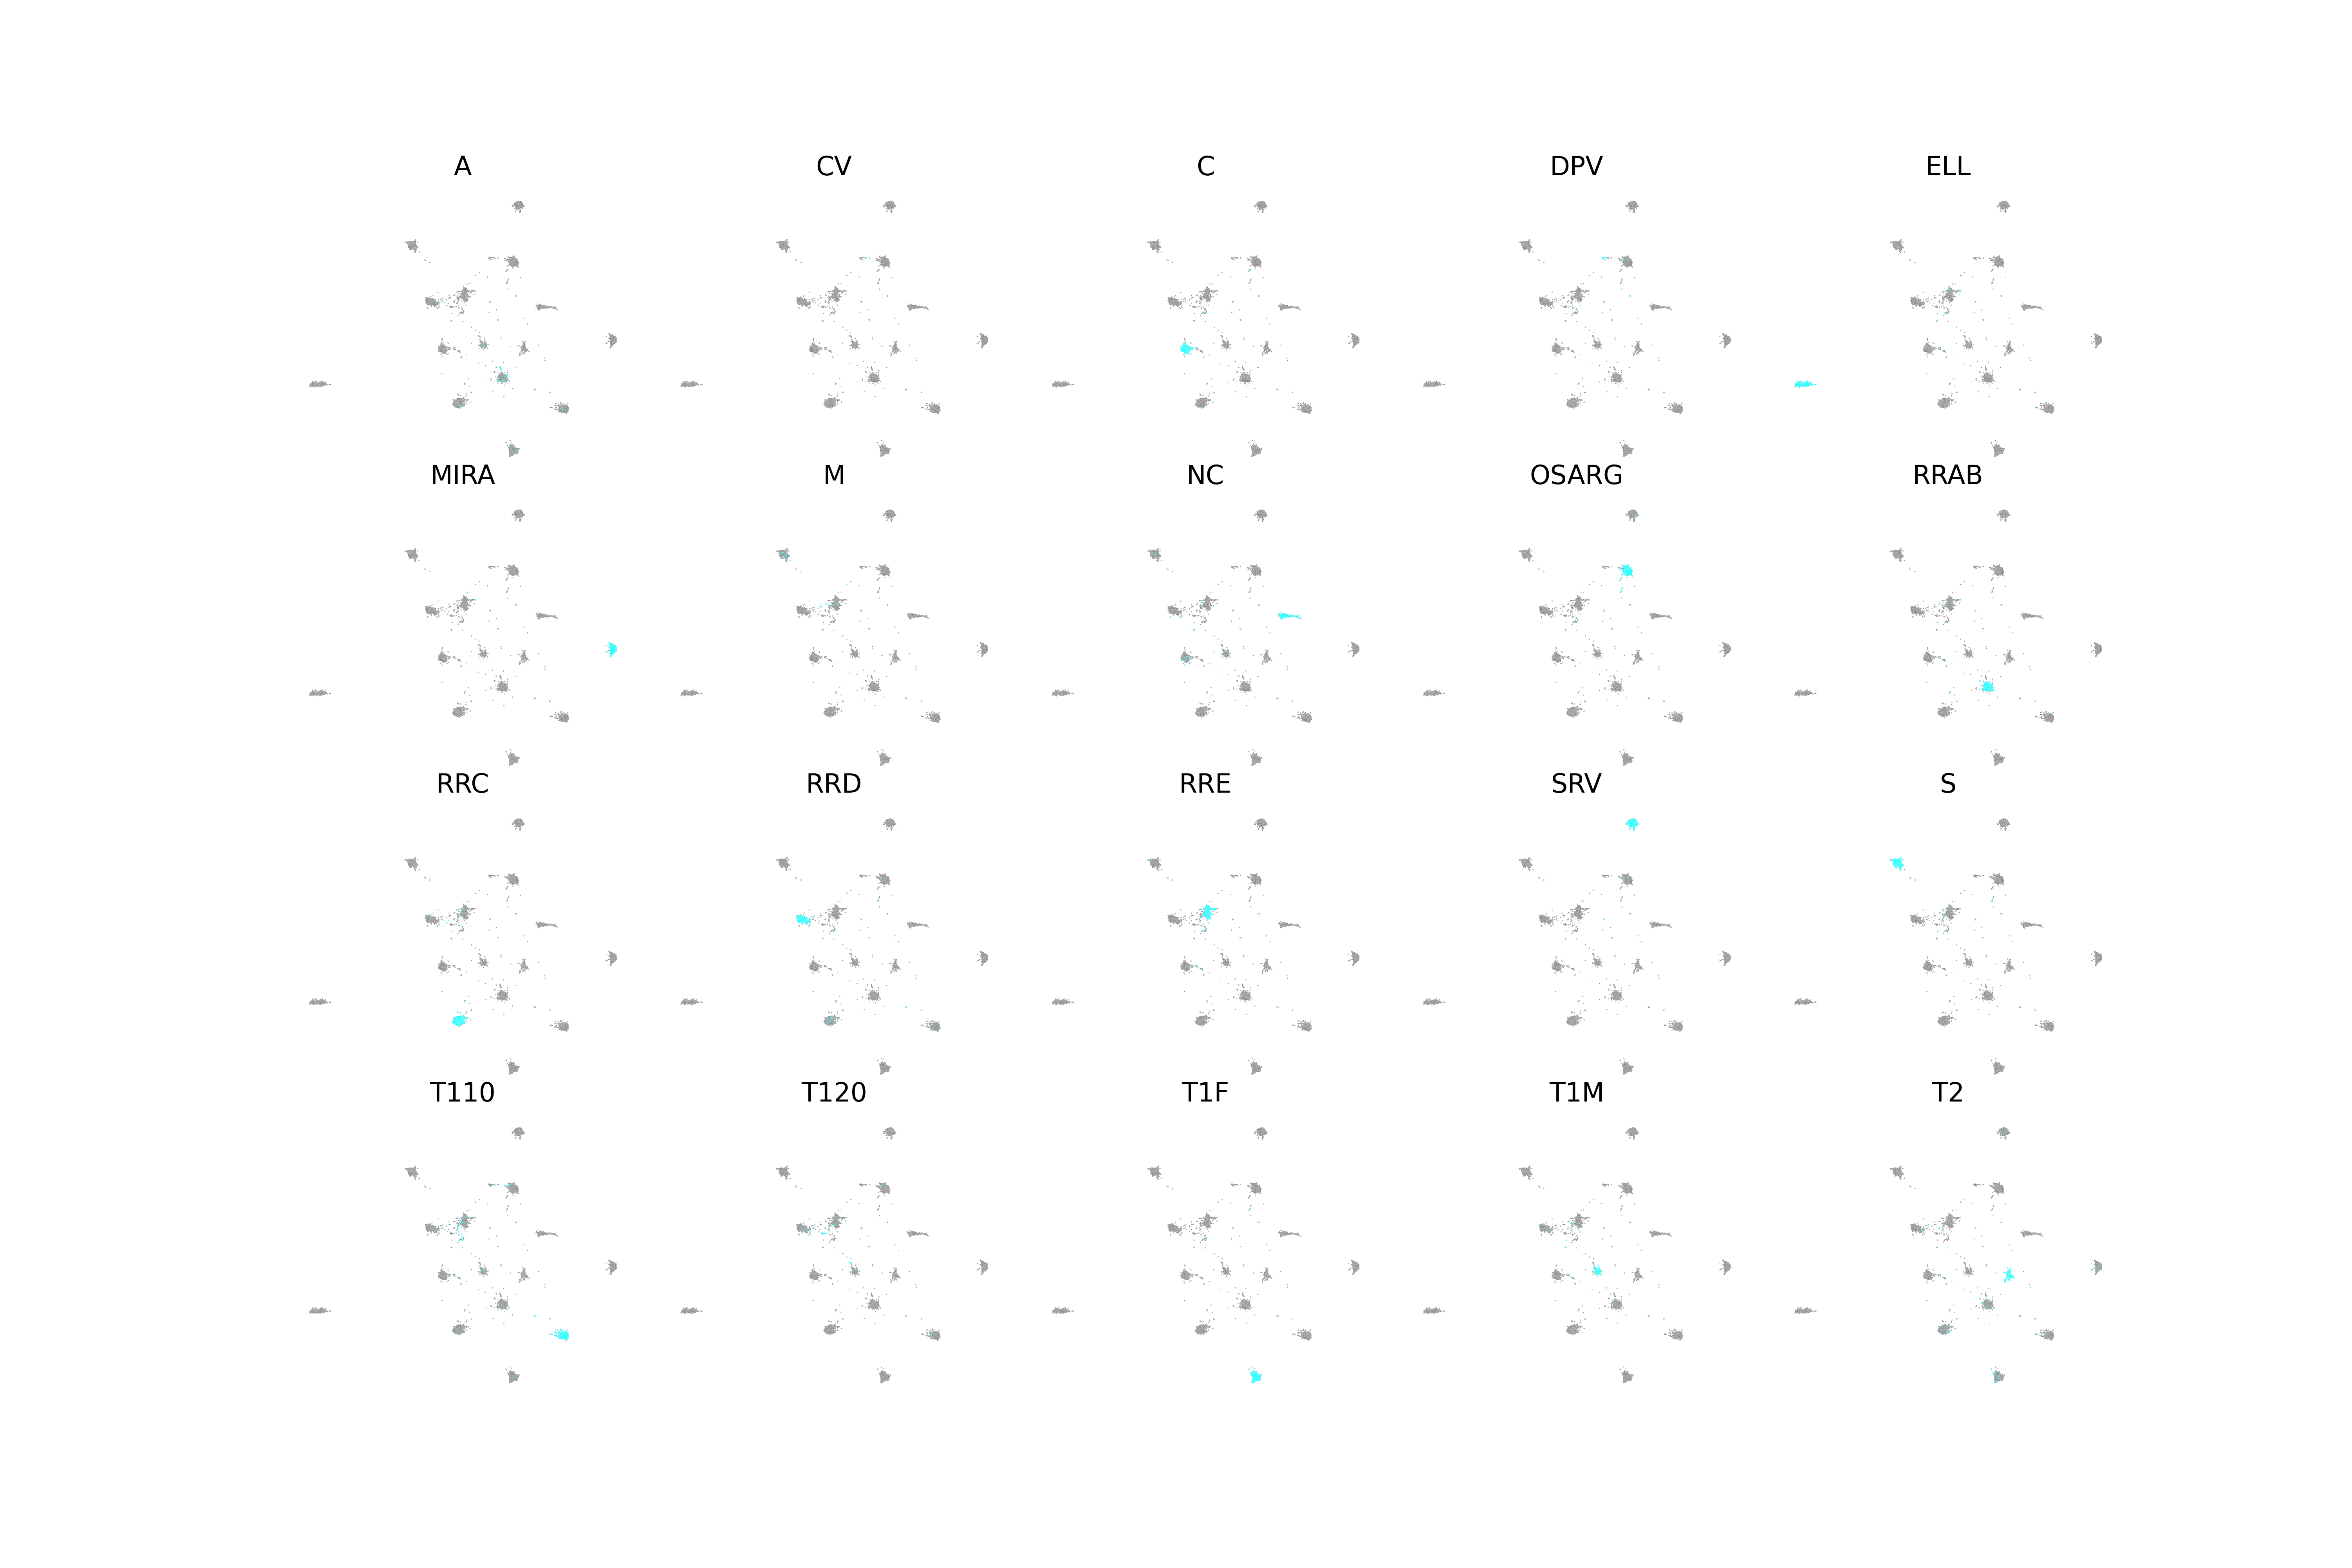 A CV C DPV ELL
MIRA M NC OSARG RRAB
RRC RRD RRE SRV S
T110 T120 T1F T1M T2